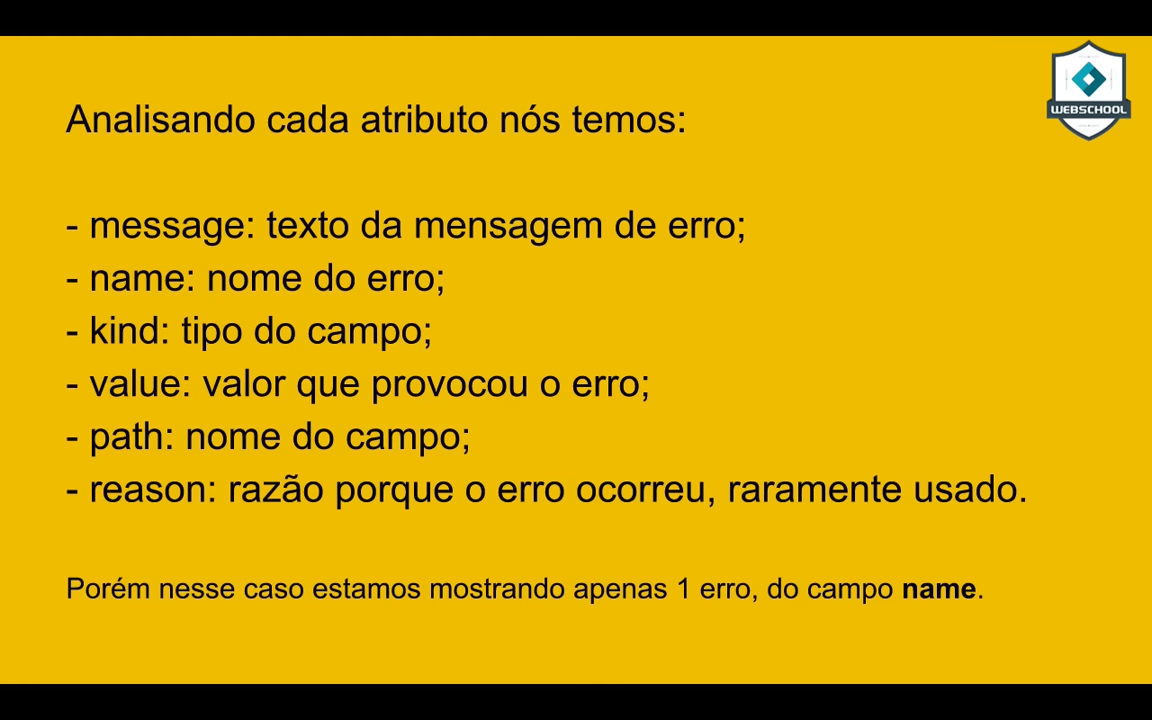 WEBSCHOOL
Analisando cada atributo nós temos:
- message: texto da mensagem de erro;
- name: nome do erro;
- kind: tipo do campo;
- value: valor que provocou o erro;
- path: nome do campo;
- reason: razão porque o erro ocorreu, raramente usado.
Porém nesse caso estamos mostrando apenas 1 erro, do campo name.